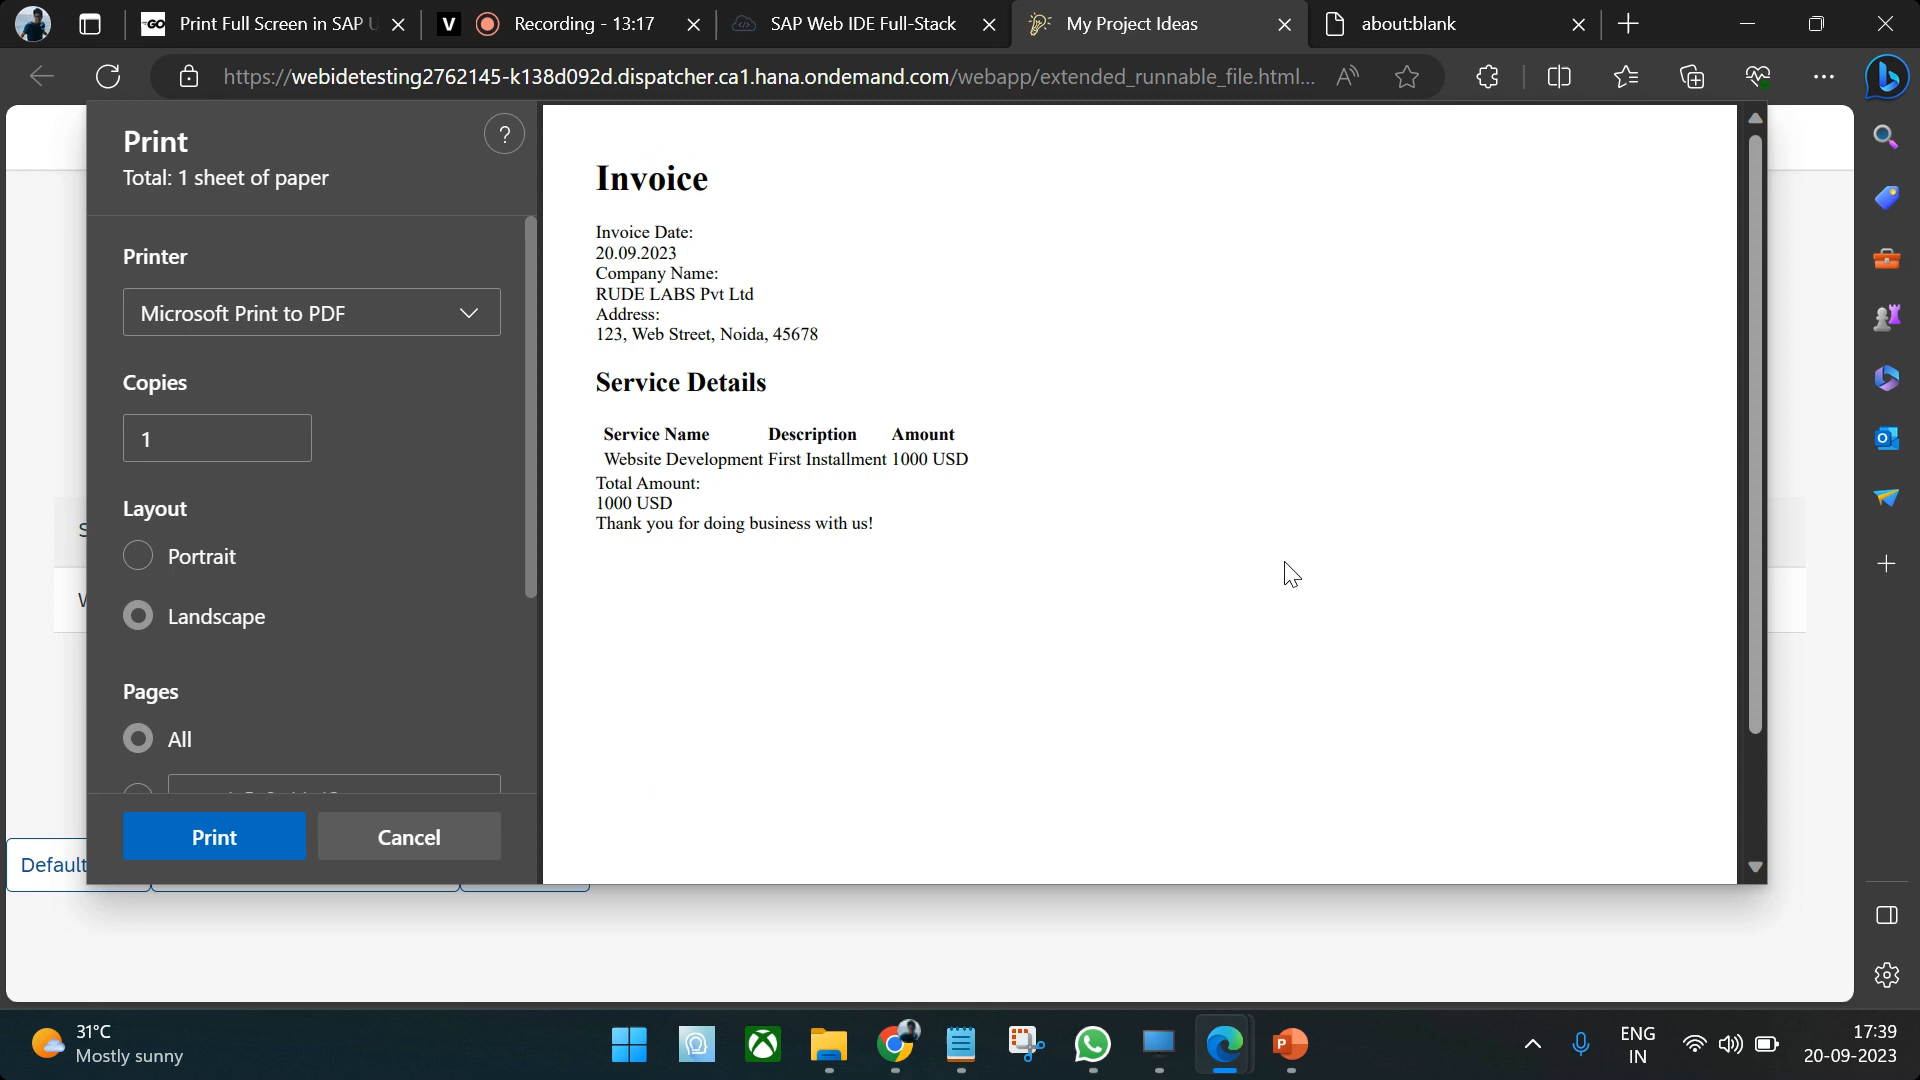 Print Full Screen in SAP U
Recording - 13:17
SAP Web IDE Full-Stack
My Project Ideas
about:blank
https://webidetesting2762145-k138d092d.dispatcher.ca1.hana.ondemand.com/webapp/extended_runnable_file.html...
Print
?
Total: 1 sheet of paper
Printer
Microsoft Print to PDF
Copies
1
Layout
Portrait
Landscape
Pages
All
Print
Cancel
Default
Invoice
Invoice Date:
20.09.2023
Company Name:
RUDE LABS Pvt Ltd
Address:
123, Web Street, Noida, 45678
Service Details
Service Name Description Amount
Website Development First Installment 1000 USD
Total Amount:
1000 USD
Thank you for doing business with us!
31°C
Mostly sunny
ENG
IN
17:39
20-09-2023